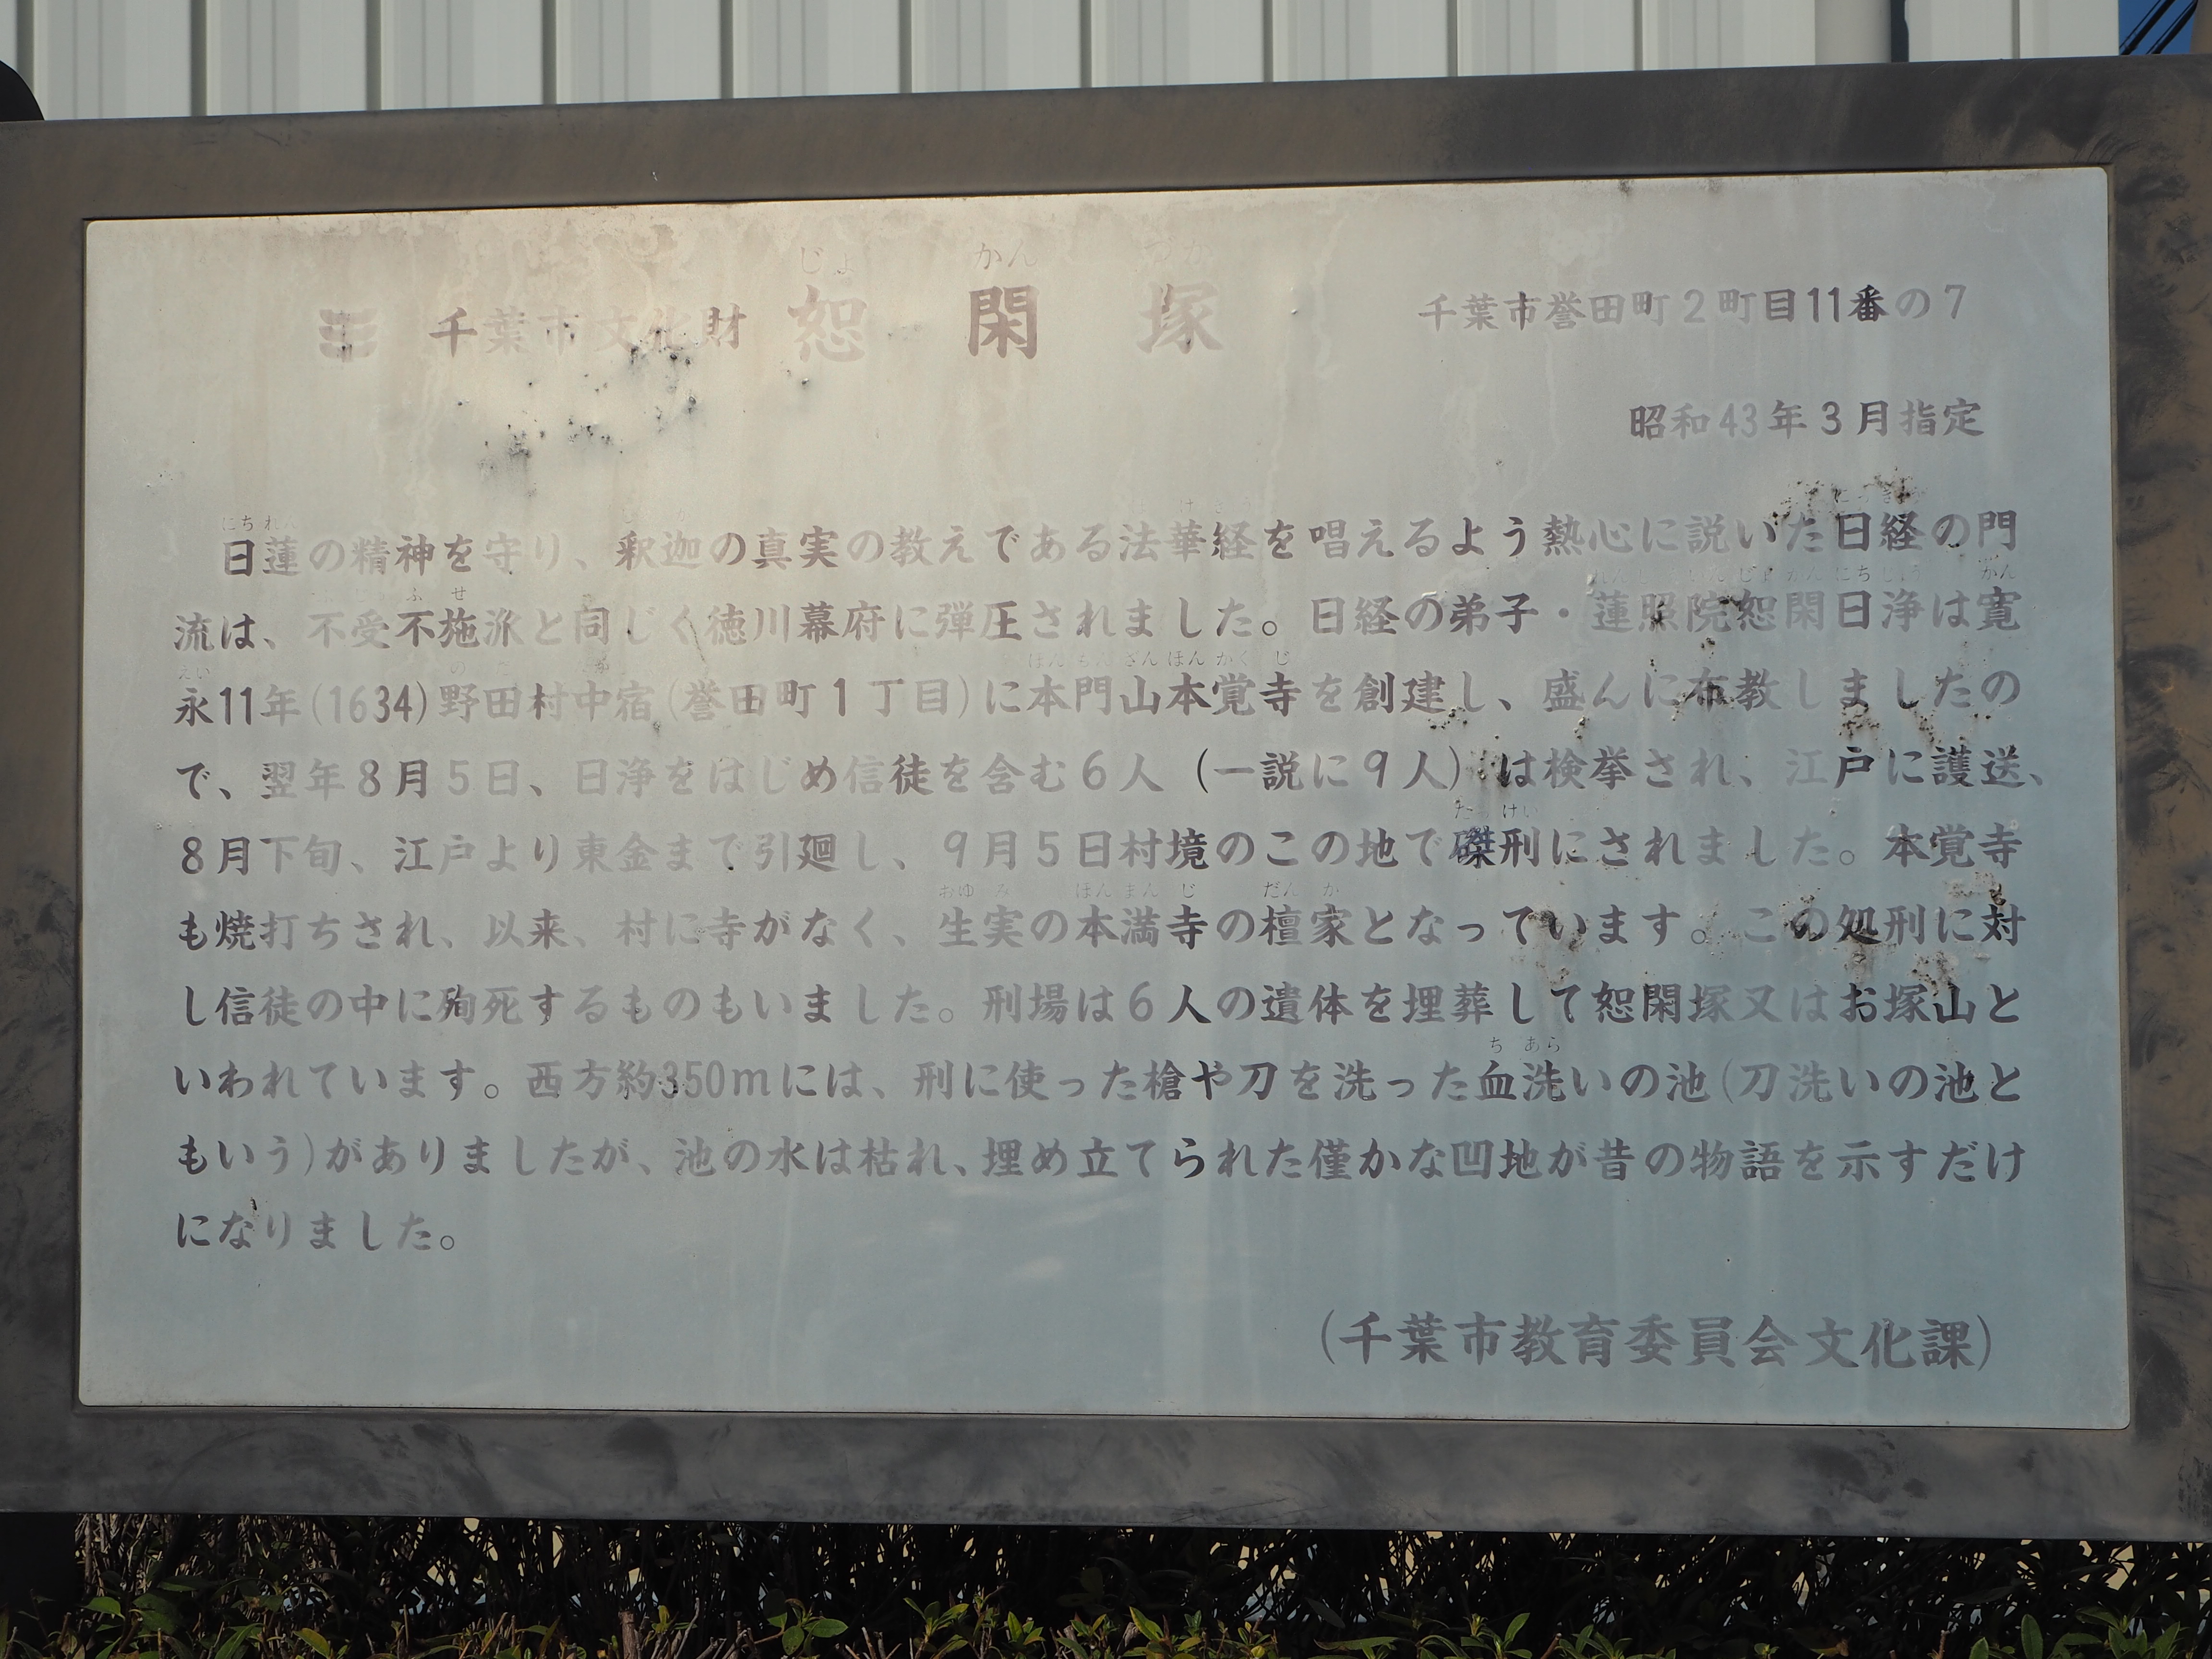 千葉市文化財 恕閑塚
じょ かん づか
千葉市誉田町2町目11番の7
昭和43年3月指定
日蓮の精神を守り、釈迦の真実の教えである法華経を唱えるよう熱心に説いた日経の門
流は、不受不施派と同じく徳川幕府に弾圧されました。日経の弟子・蓮照院恕閑日浄は寛
永11年(1634)野田村中宿(誉田町1丁目)に本門山本覚寺を創建し、盛んに布教しましたの
で、翌年8月5日、日浄をはじめ信徒を含む6人(一説に9人)は検挙され、江戸に護送、
8月下旬、江戸より東金まで引廻し、9月5日村境のこの地で磔刑にされました。本覚寺
も焼打ちされ、以来、村に寺がなく、生実の本満寺の檀家となっています。この処刑に対
し信徒の中に殉死するものもいました。刑場は6人の遺体を埋葬して恕閑塚又はお塚山と
いわれています。西方約350mには、刑に使った槍や刀を洗った血洗いの池(刀洗いの池と
もいう)がありましたが、池の水は枯れ、埋め立てられた僅かな凹地が昔の物語を示すだけ
になりました。
(千葉市教育委員会文化課)